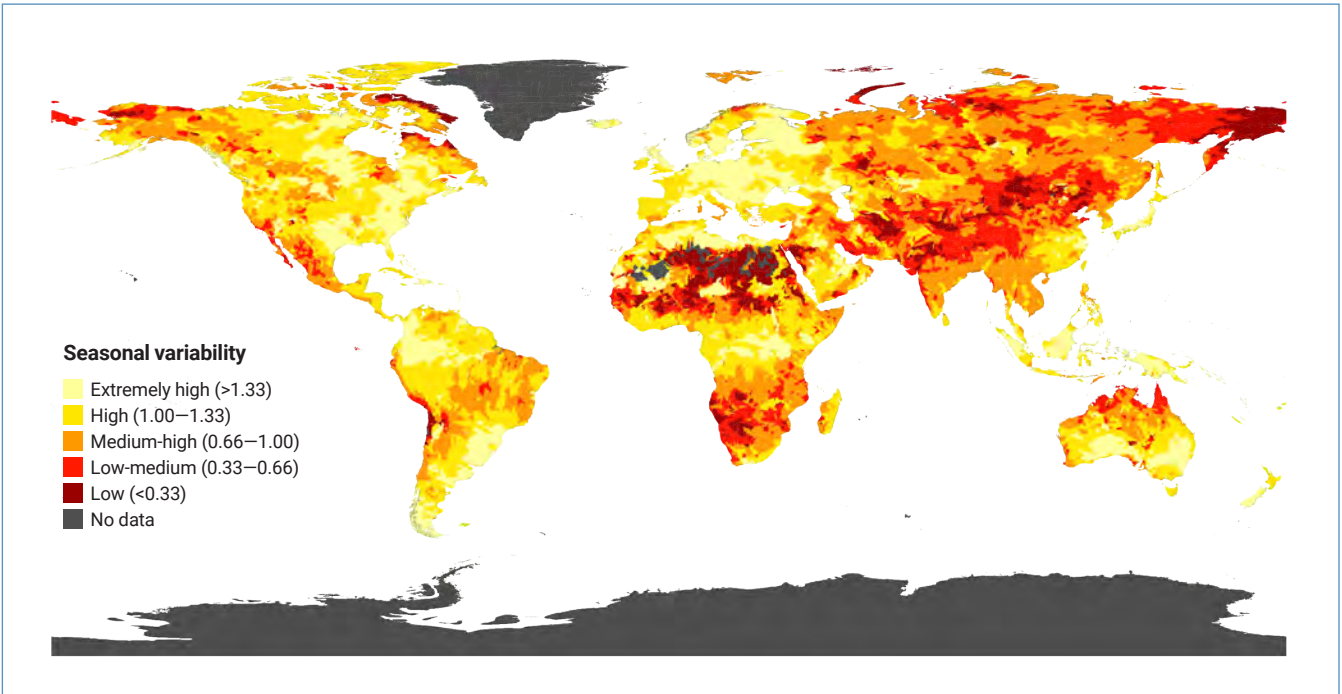 Seasonal variability
Extremely high (>1.33)
High (1.00—1.33)
Medium-high (0.66—1.00)
Low-medium (0.33—0.66)
Low (<0.33)
No data